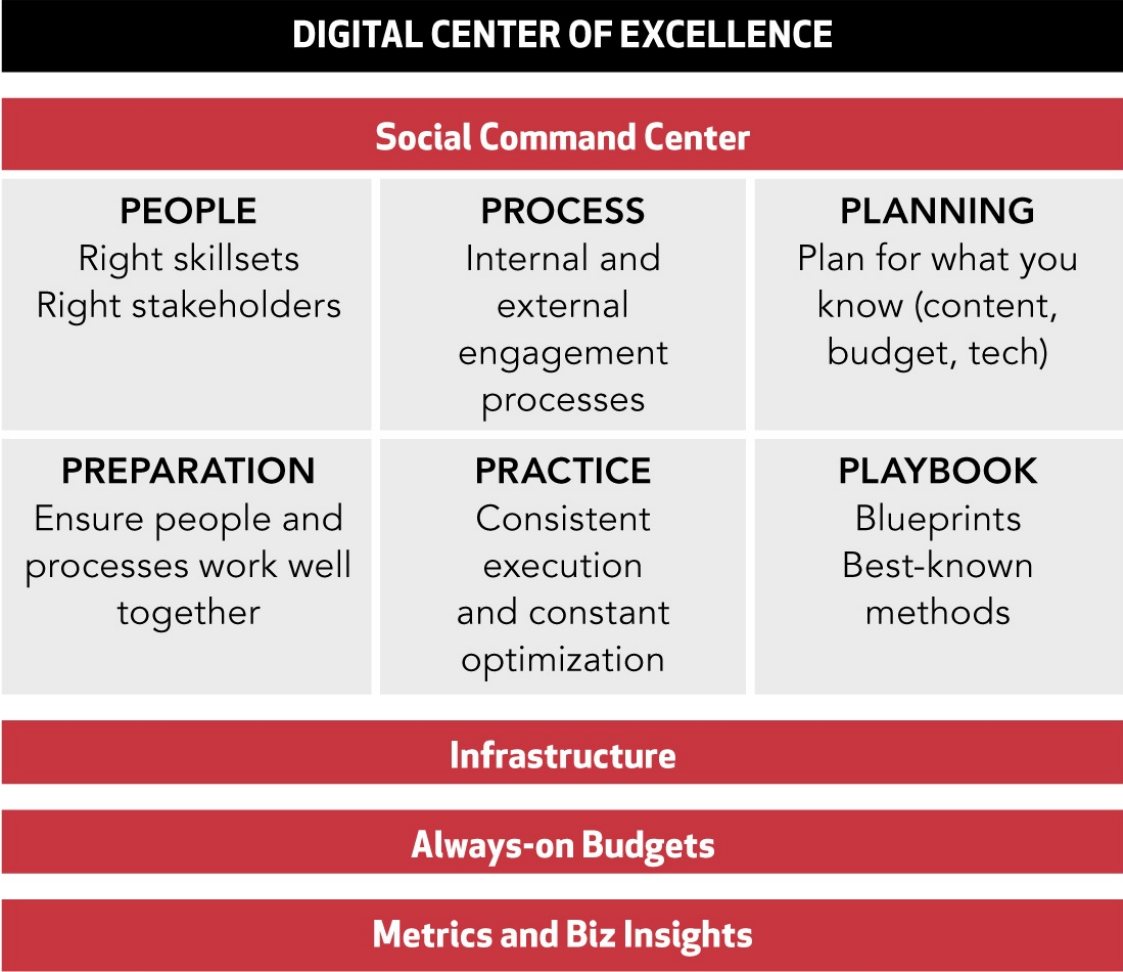 DIGITAL CENTER OF EXCELLENCE
Social Command Center
PEOPLE
Right skillsets
Right stakeholders
PROCESS
Internal and
external
engagement
processes
PLANNING
Plan for what you
know (content,
budget, tech)
PREPARATION
Ensure people and
processes work well
together
PRACTICE
Consistent
execution
and constant
optimization
PLAYBOOK
Blueprints
Best-known
methods
Infrastructure
Always-on Budgets
Metrics and Biz Insights